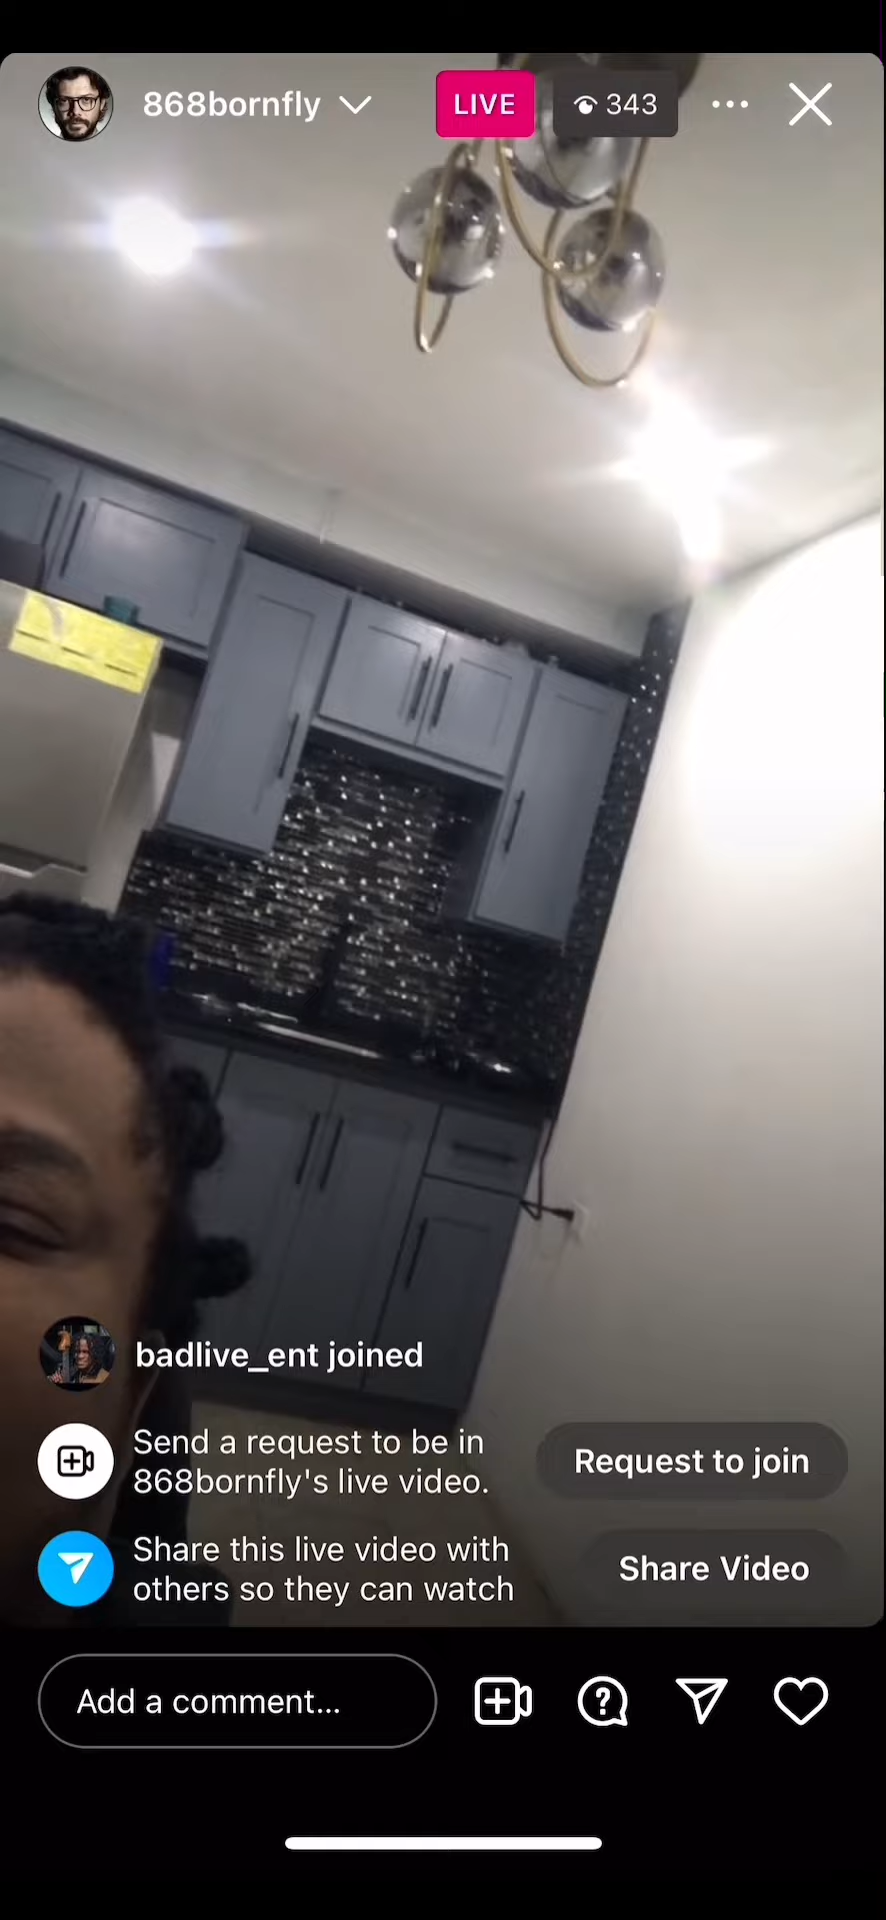 868bornfly
LIVE
343
badlive_ent joined
Send a request to be in
868bornfly's live video.
Request to join
Share this live video with
others so they can watch
Share Video
Add a comment...